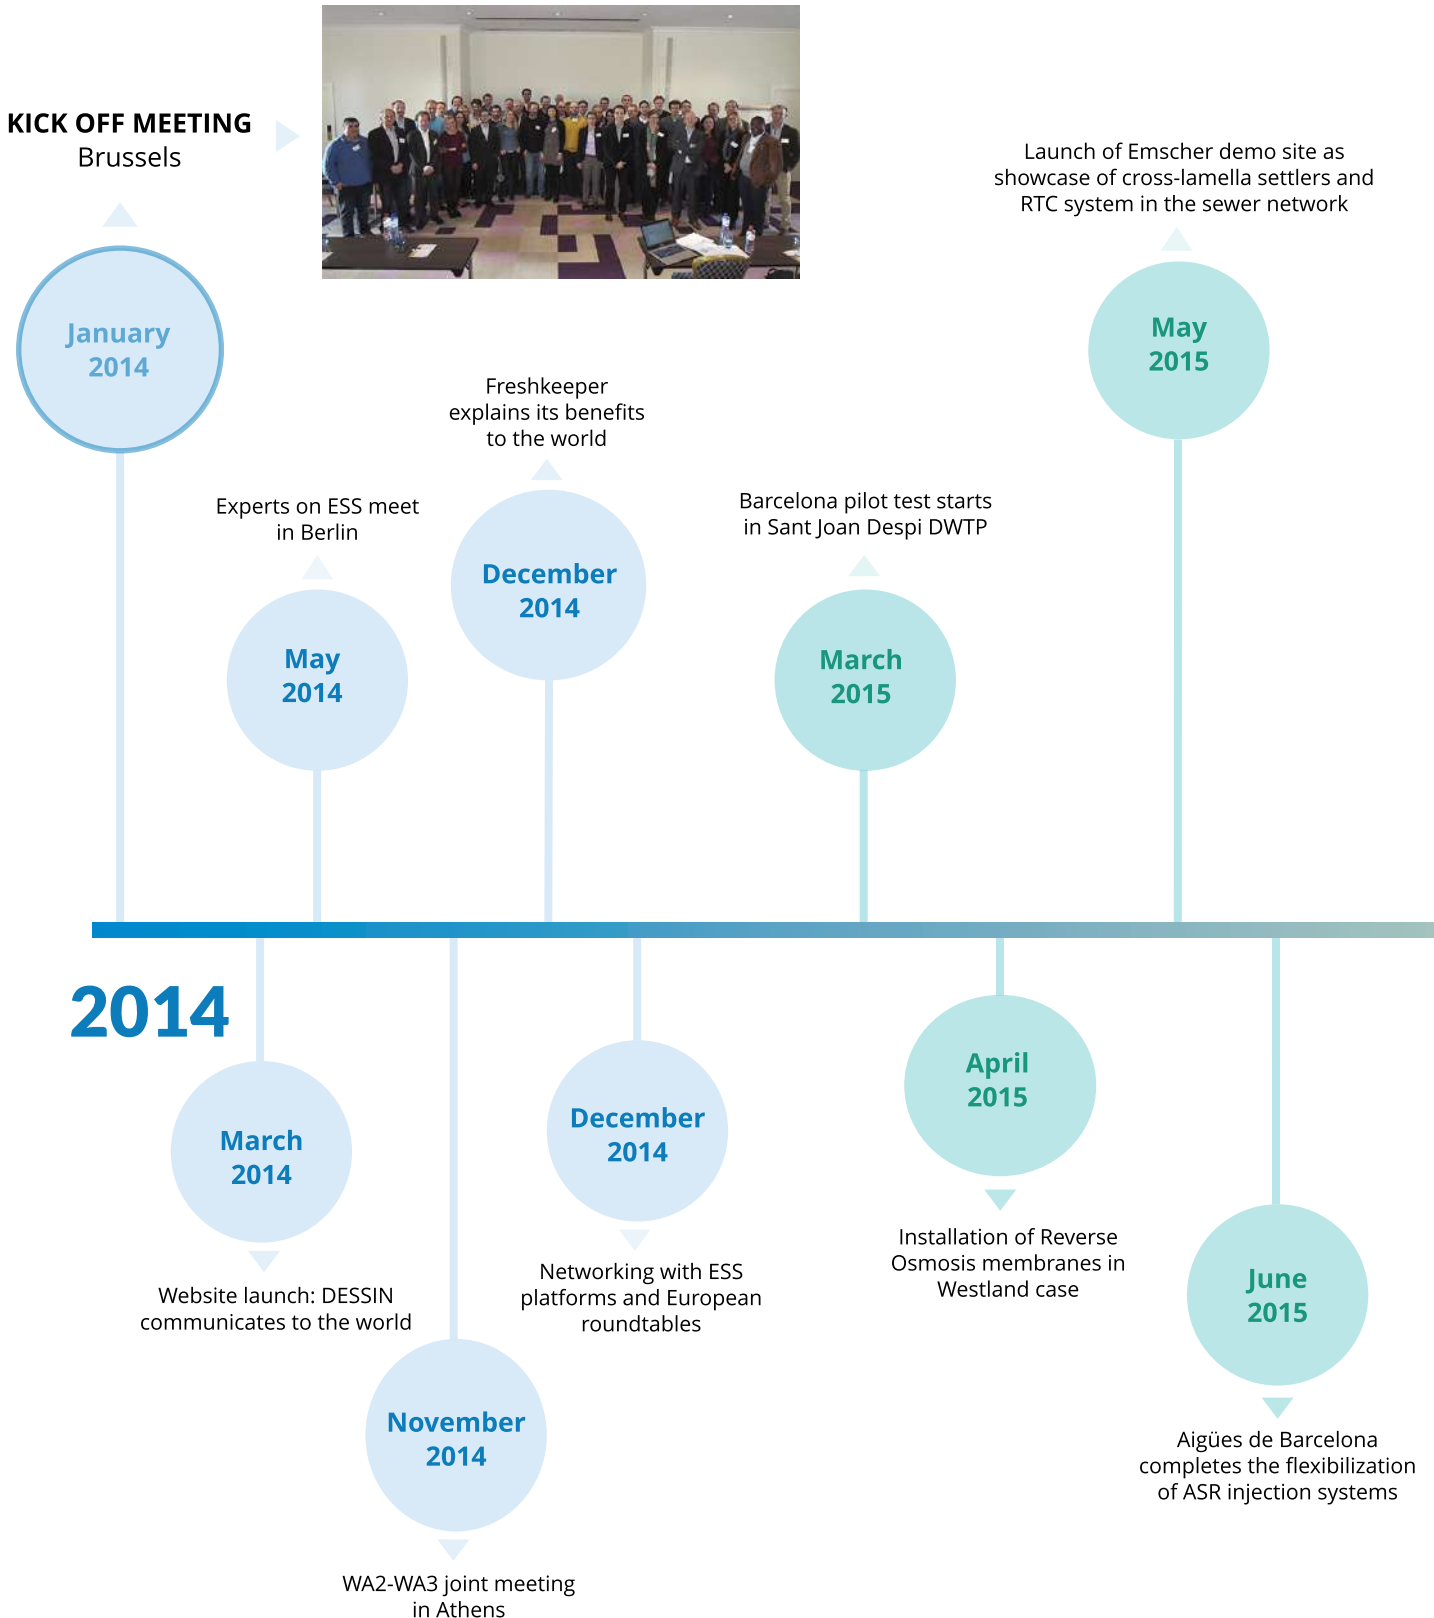 KICK OFF MEETING
Brussels
January
2014
Launch of Emscher demo site as
showcase of cross-lamella settlers and
RTC system in the sewer network
May
2015
Freshkeeper
explains its benefits
to the world
December
2014
Experts on ESS meet
in Berlin
May
2014
Barcelona pilot test starts
in Sant Joan Despi DWTP
March
2015
2014
March
2014
Website launch: DESSIN
communicates to the world
November
2014
WA2-WA3 joint meeting
in Athens
December
2014
Networking with ESS
platforms and European
roundtables
April
2015
Installation of Reverse
Osmosis membranes in
Westland case
June
2015
Aigües de Barcelona
completes the flexibilization
of ASR injection systems